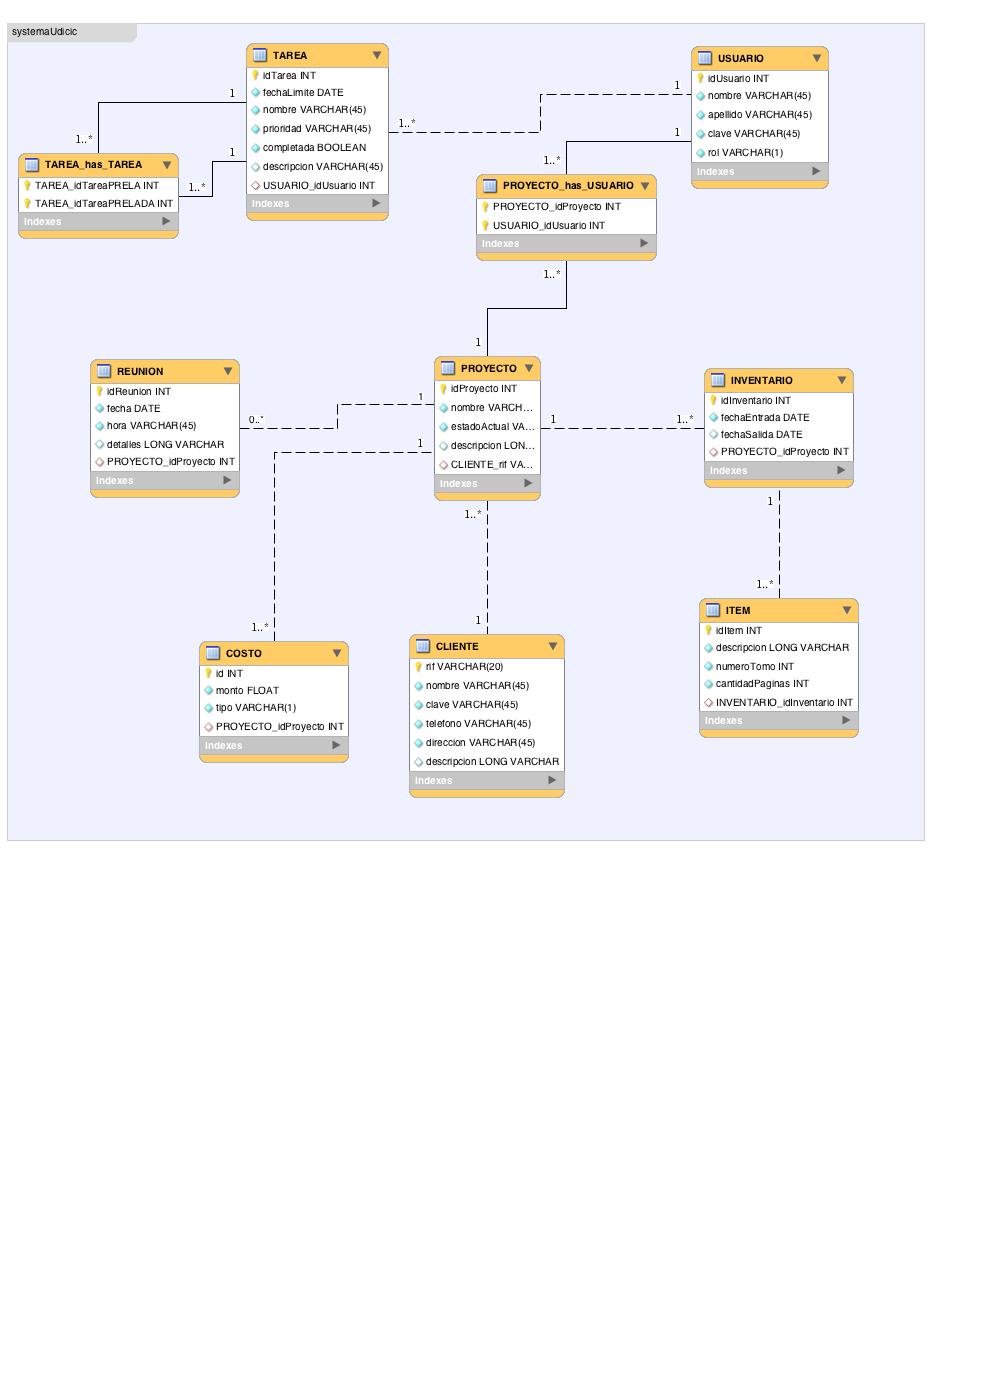 systemaUdicic
TAREA
idTarea INT
fechaLimite DATE
nombre VARCHAR(45)
prioridad VARCHAR(45)
completada BOOLEAN
descripcion VARCHAR(45)
USUARIO_idUsuario INT
Indexes
USUARIO
idUsuario INT
nombre VARCHAR(45)
apellido VARCHAR(45)
clave VARCHAR(45)
rol VARCHAR(1)
Indexes
1
1..*
1
1..*
1..*
1
1
1..*
TAREA_has_TAREA
TAREA_idTareaPRELA INT
TAREA_idTareaPRELADA INT
Indexes
PROYECTO_has_USUARIO
PROYECTO_idProyecto INT
USUARIO_idUsuario INT
Indexes
1..*
1
REUNION
idReunion INT
fecha DATE
hora VARCHAR(45)
detalles LONG VARCHAR
PROYECTO_idProyecto INT
Indexes
0..*
1
1
PROYECTO
idProyecto INT
nombre VARCH...
estadoActual VA...
descripcion LON...
CLIENTE_rif VA...
Indexes
1
1..*
INVENTARIO
idInventario INT
fechaEntrada DATE
fechaSalida DATE
PROYECTO_idProyecto INT
Indexes
1..*
1
1
1..*
1..*
COSTO
id INT
monto FLOAT
tipo VARCHAR(1)
PROYECTO_idProyecto INT
Indexes
CLIENTE
rif VARCHAR(20)
nombre VARCHAR(45)
clave VARCHAR(45)
telefono VARCHAR(45)
direccion VARCHAR(45)
descripcion LONG VARCHAR
Indexes
ITEM
idItem INT
descripcion LONG VARCHAR
numeroTomo INT
cantidadPaginas INT
INVENTARIO_idInventario INT
Indexes